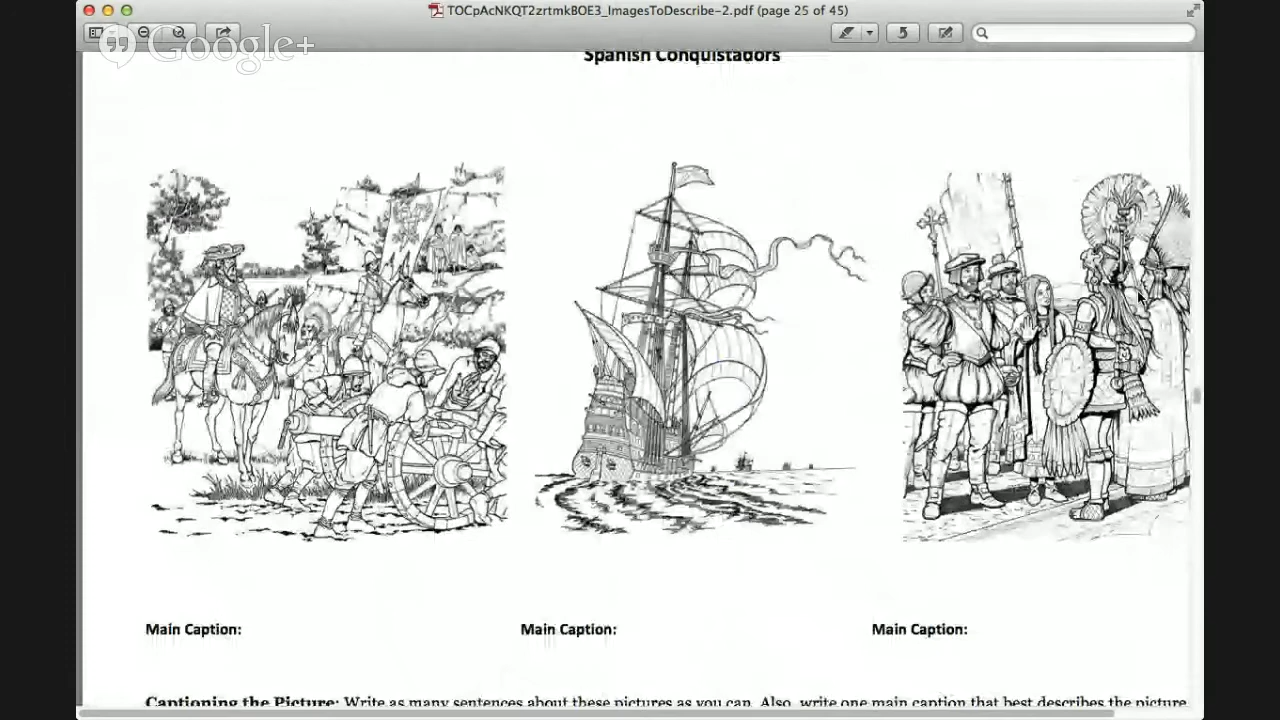 TOCpAcNKQT2zrtmkBOE3_ImagesToDescribe-2.pdf (page 25 of 45)
Google+
Spanish Conquistadors
Main Caption:
Main Caption:
Main Caption:
Captioning the Picture: Write as many sentences about these pictures as you can. Also, write one main caption that best describes the picture